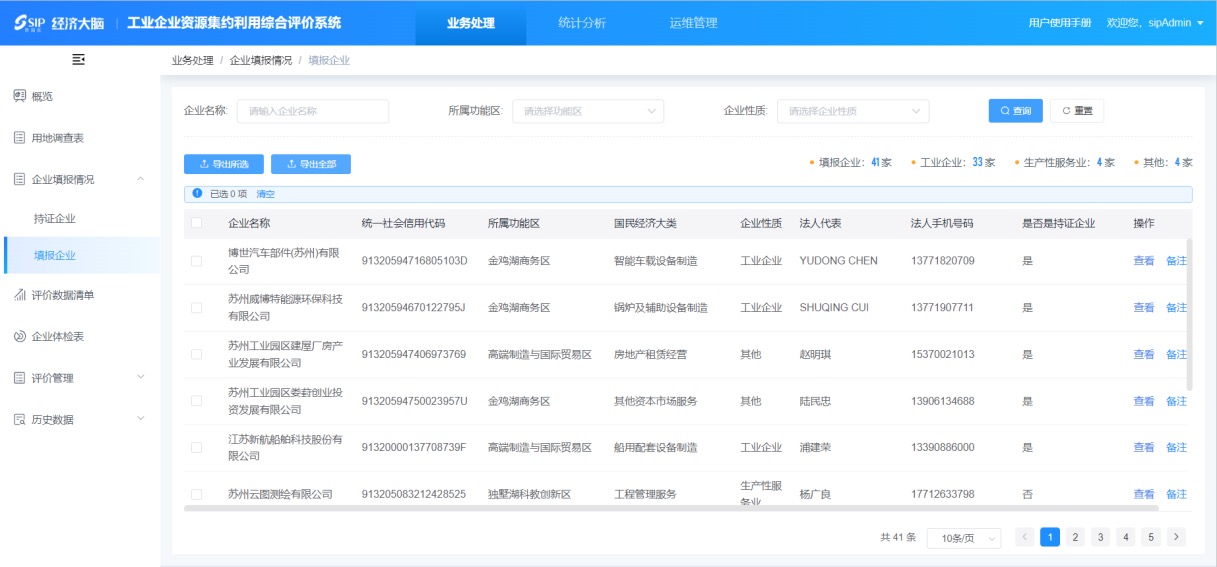 SIP 经济大脑 工业企业资源集约利用综合评价系统 业务处理 统计分析 运维管理 用户使用手册 欢迎您, sipAdmin
业务处理 / 企业填报情况 / 填报企业
概览
用地调查表
企业填报情况
持证企业
填报企业
评价数据清单
企业体检表
评价管理
历史数据
企业名称: 请输入企业名称 所属功能区: 请选择功能区 企业性质: 请选择企业性质 查询 重置
导出所选 导出全部 填报企业: 41家 工业企业: 33家 生产性服务业: 4家 其他: 4家
已选 0 项 清空
企业名称 统一社会信用代码 所属功能区 国民经济大类 企业性质 法人代表 法人手机号码 是否是持证企业 操作
博世汽车部件(苏州)有限
公司 91320594716805103D 金鸡湖商务区 智能车载设备制造 工业企业 YUDONG CHEN 13771820709 是 查看 备注
苏州威博特能源环保科技
有限公司 91320594670122795J 金鸡湖商务区 锅炉及辅助设备制造 工业企业 SHUQING CUI 13771907711 是 查看 备注
苏州工业园区建屋厂房产
业发展有限公司 913205947406973769 高端制造与国际贸易区 房地产租赁经营 其他 赵明琪 15370021013 是 查看 备注
苏州工业园区娄葑创业投
资发展有限公司 91320594750023957U 金鸡湖商务区 其他资本市场服务 其他 陆民忠 13906134688 是 查看 备注
江苏新航船舶科技股份有
限公司 91320000137708739F 高端制造与国际贸易区 船用配套设备制造 工业企业 浦建荣 13390886000 是 查看 备注
苏州云图测绘有限公司 913205083212428525 独墅湖科教创新区 工程管理服务 生产性服
务业 杨广良 17712633798 否 查看 备注
共 41 条 10条/页 1 2 3 4 5